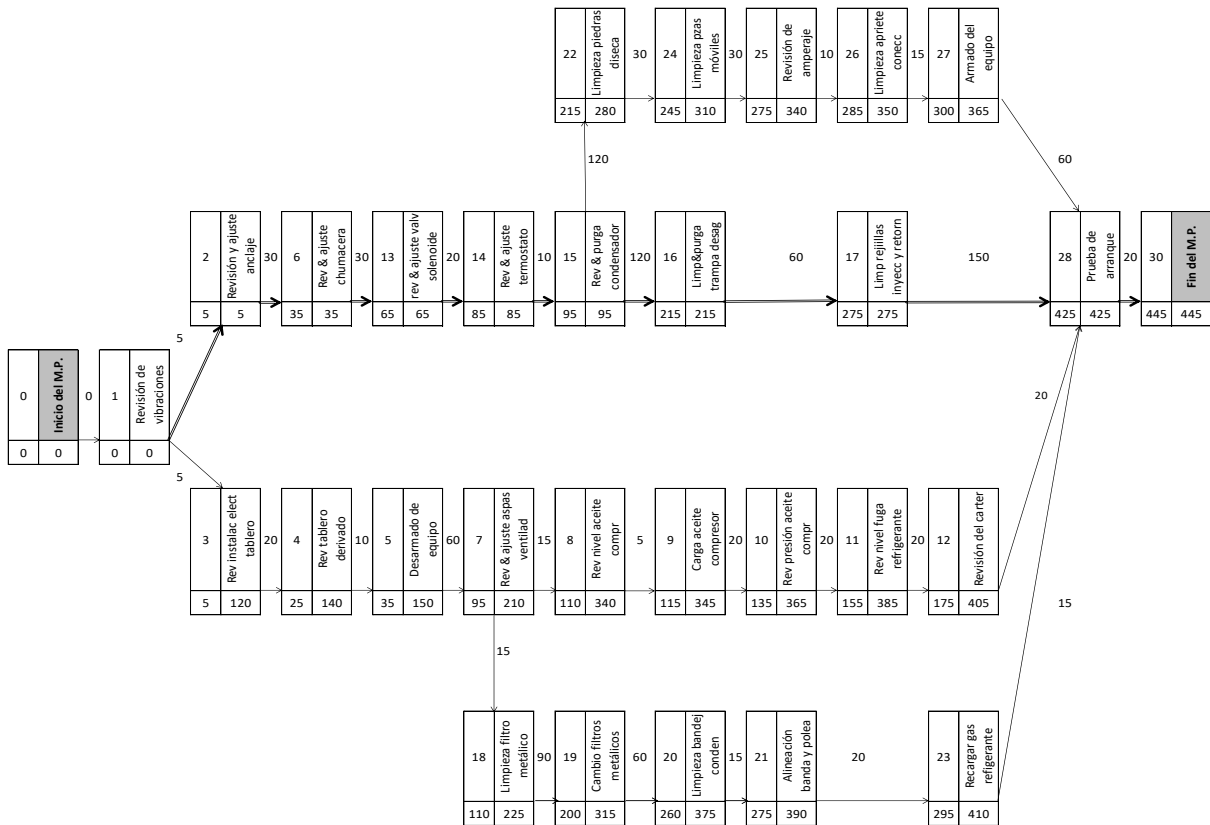 22
Limpieza piedras
diseca
30
24
Limpieza pzas
móviles
30
25
Revisión de
amperaje
10
26
Limpieza apriete
conecc
15
27
Armado del
equipo
215 280
245 310
275 340
285 350
300 365
120
60
2
Revisión y ajuste
anclaje
30
6
Rev & ajuste
chumacera
30
13
rev & ajuste valv
solenoide
20
14
Rev & ajuste
termostato
10
15
Rev & purga
condensador
120
16
Limp&purga
trampa desag
60
17
Limp rejiillas
inyecc y retorn
150
28
Prueba de
arranque
20
30
Fin del M.P.
5 5
35 35
65 65
85 85
95 95
215 215
275 275
425 425
445 445
5
0
Inicio del M.P.
0
1
Revisión de
vibraciones
0 0
0 0
5
20
3
Rev instalac elect
tablero
20
4
Rev tablero
derivado
10
5
Desarmado de
equipo
60
7
Rev & ajuste aspas
ventilad
15
8
Rev nivel aceite
compr
5
9
Carga aceite
compresor
20
10
Rev presión aceite
compr
20
11
Rev nivel fuga
refrigerante
20
12
Revisión del carter
5 120
25 140
35 150
95 210
110 340
115 345
135 365
155 385
175 405
15
15
18
Limpieza filtro
metálico
90
19
Cambio filtros
metálicos
60
20
Limpieza bandej
conden
15
21
Alineación
banda y polea
20
23
Recargar gas
refrigerante
110 225
200 315
260 375
275 390
295 410